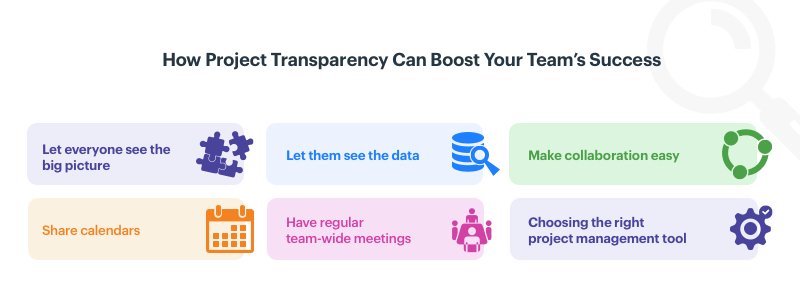 How Project Transparency Can Boost Your Team’s Success
Let everyone see the
big picture
Let them see the data
Make collaboration easy
Share calendars
Have regular
team-wide meetings
Choosing the right
project management tool